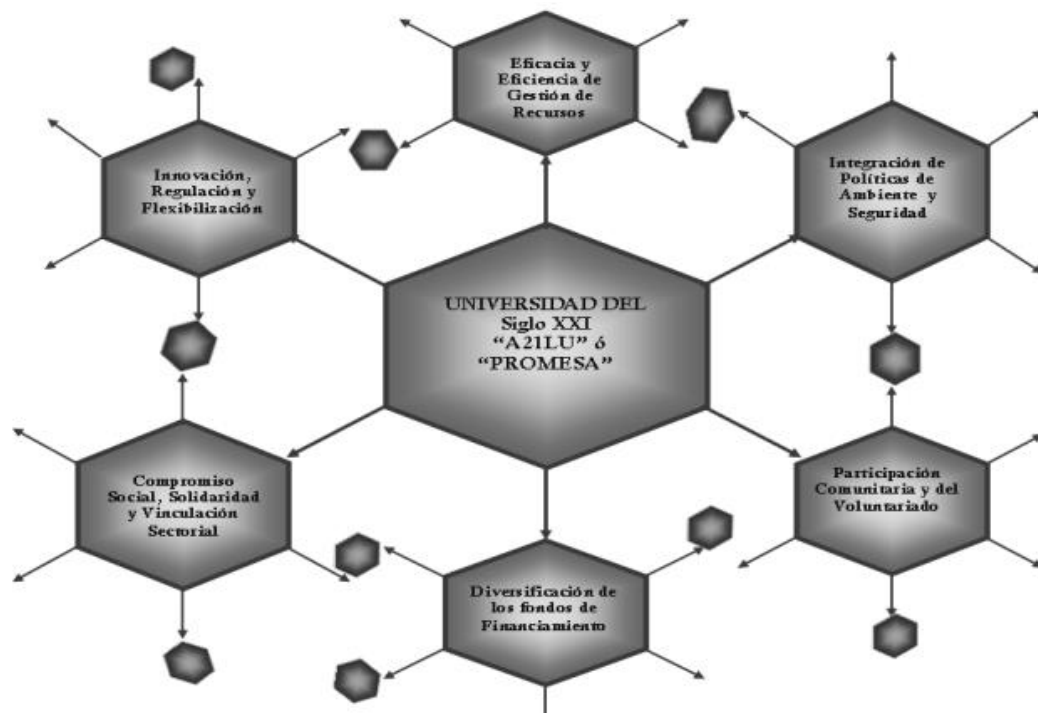 Eficacia y
Eficiencia de
Gestión de
Recursos
Innovación,
Regulación y
Flexibilización
Integración de
Políticas de
Ambiente y
Seguridad
UNIVERSIDAD DEL
Siglo XXI
“A21LU” ó
“PROMESA”
Compromiso
Social, Solidaridad
y Vinculación
Sectorial
Participación
Comunitaria y del
Voluntariado
Diversificación de
los fondos de
Financiamiento